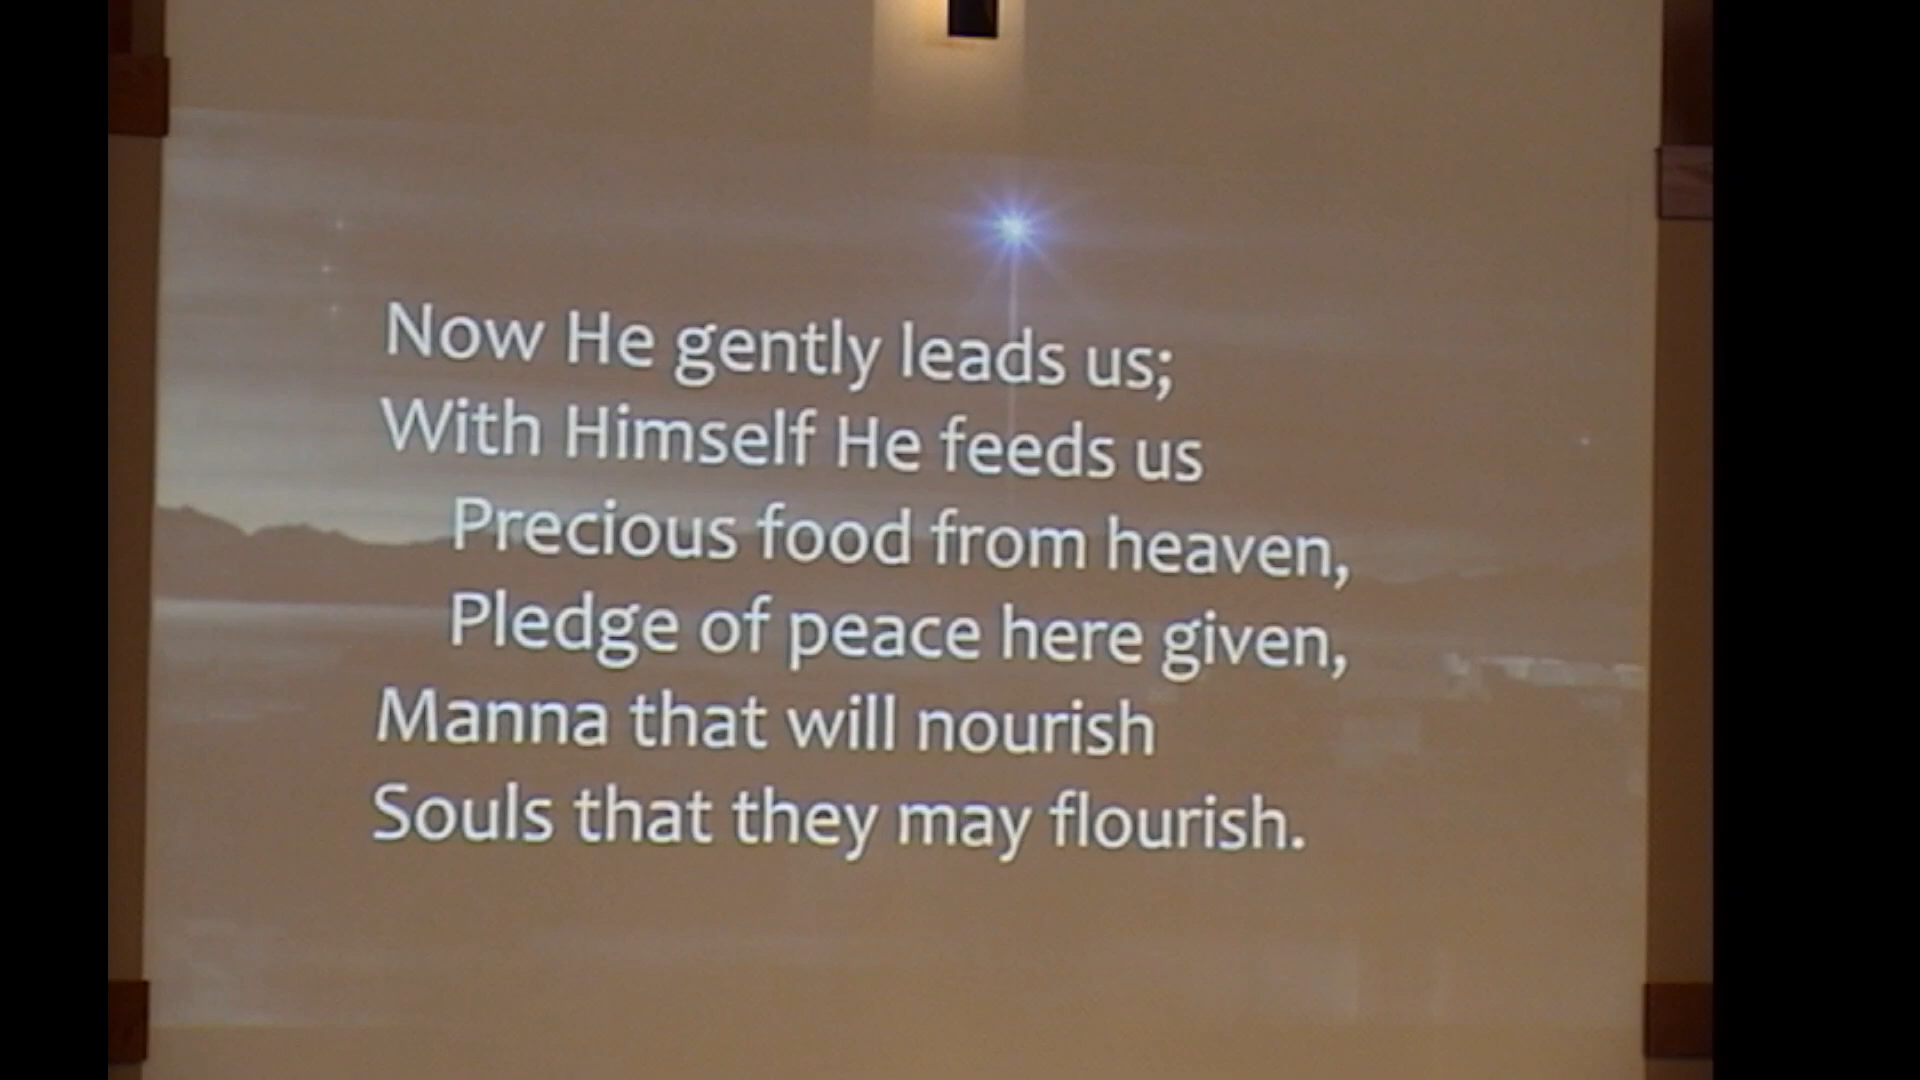 Now He gently leads us;
With Himself He feeds us
Precious food from heaven,
Pledge of peace here given,
Manna that will nourish
Souls that they may flourish.